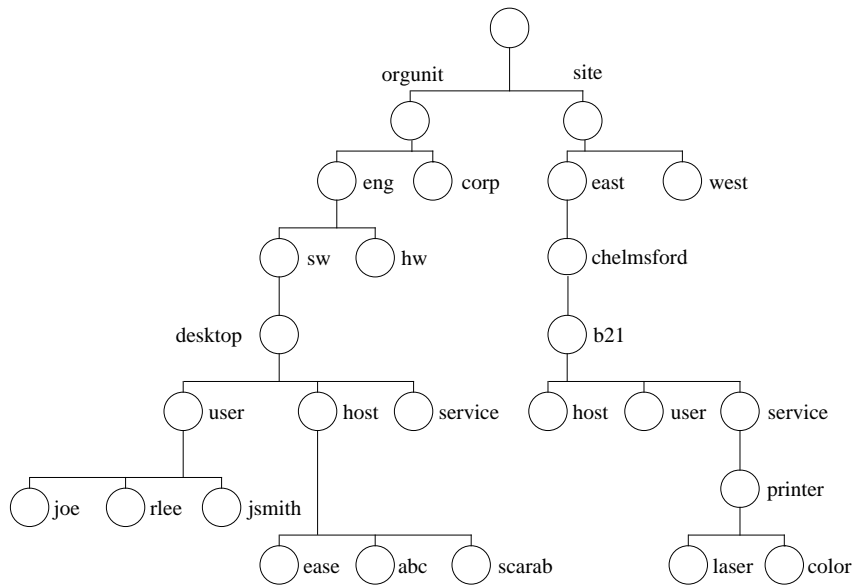 orgunit site
eng corp east west
sw hw chelmsford
desktop b21
user host service host user service
joe rlee jsmith printer
ease abc scarab laser color